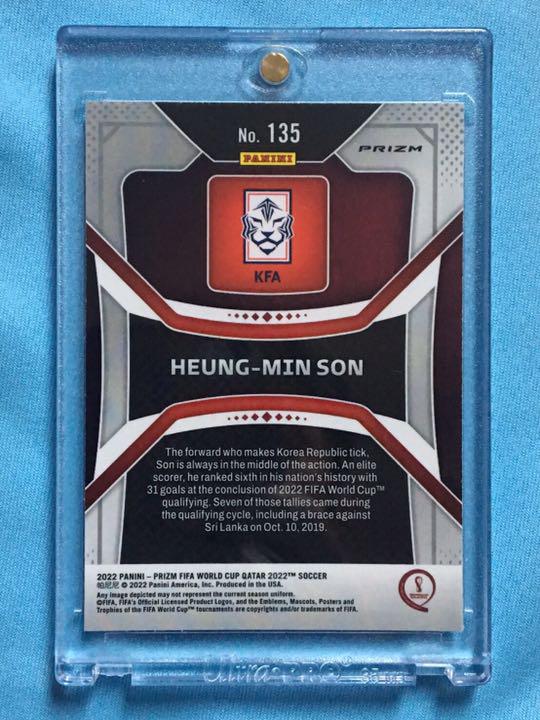 No. 135
PANINI
PRIZM
KFA
HEUNG-MIN SON
The forward who makes Korea Republic tick,
Son is always in the middle of the action. An elite
scorer, he ranked sixth in his nation's history with
31 goals at the conclusion of 2022 FIFA World Cup™
qualifying. Seven of those tallies came during
the qualifying cycle, including a brace against
Sri Lanka on Oct. 10, 2019.
2022 PANINI – PRIZM FIFA WORLD CUP QATAR 2022™ SOCCER
帕尼尼 © 2022 Panini America, Inc. Produced in the USA.
Any image depicted may not represent the current season uniform.
©FIFA, FIFA's Official Licensed Product Logos, and the Emblems, Mascots, Posters and
Trophies of the FIFA World Cup™ tournaments are copyrights and/or trademarks of FIFA.